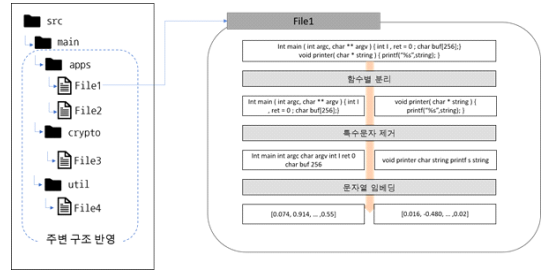 src
main
apps
File1
File2
crypto
File3
util
File4
주변 구조 반영
File1
Int main ( int argc, char ** argv ) { int I , ret = 0 ; char buf[256];}
void printer( char * string ) { printf("%s",string); }
함수별 분리
Int main ( int argc, char ** argv ) { int I
, ret = 0 ; char buf[256];}
void printer( char * string ) {
printf("%s",string); }
특수문자 제거
Int main int argc char argv int I ret 0
char buf 256
void printer char string printf s string
문자열 임베딩
[0.074, 0.914, ... ,0.55]
[0.016, -0.480, ... ,0.02]